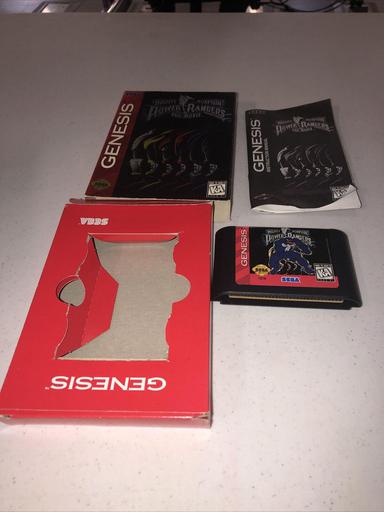 GENESIS
MIGHTY MORPHIN
POWER RANGERS
THE MOVIE
SEGA
K-A
GENESIS
INSTRUCTION MANUAL
MIGHTY MORPHIN
POWER RANGERS
THE MOVIE
K-A
SEGA
GENESIS
GENESIS
MIGHTY MORPHIN
POWER RANGERS
SEGA
SEGA
K-A